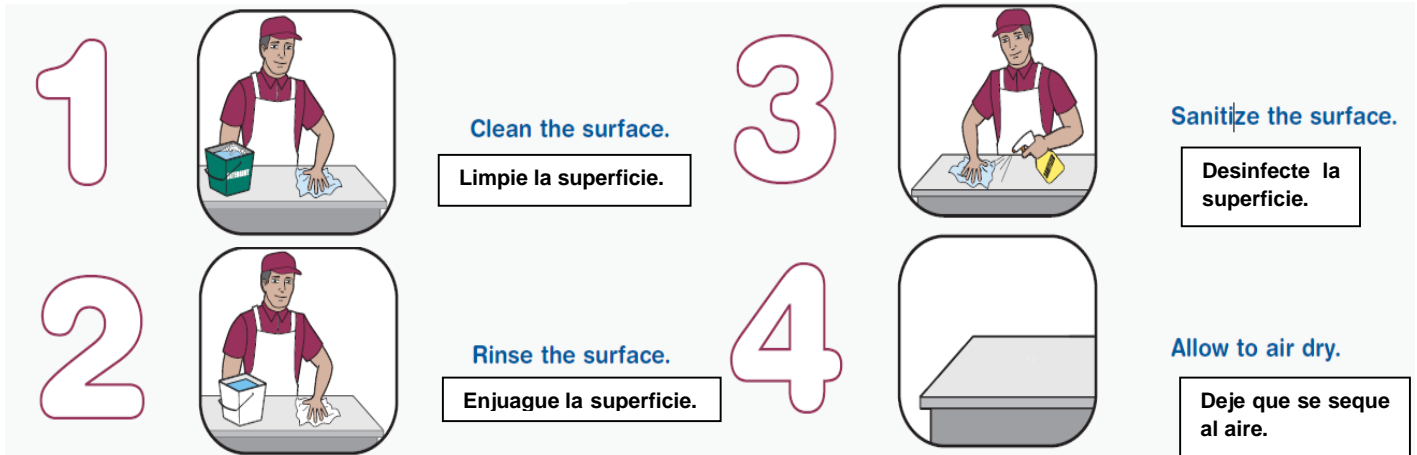 1
Clean the surface.
Limpie la superficie.
2
Rinse the surface.
Enjuague la superficie.
3
Sanitize the surface.
Desinfecte la
superficie.
4
Allow to air dry.
Deje que se seque
al aire.